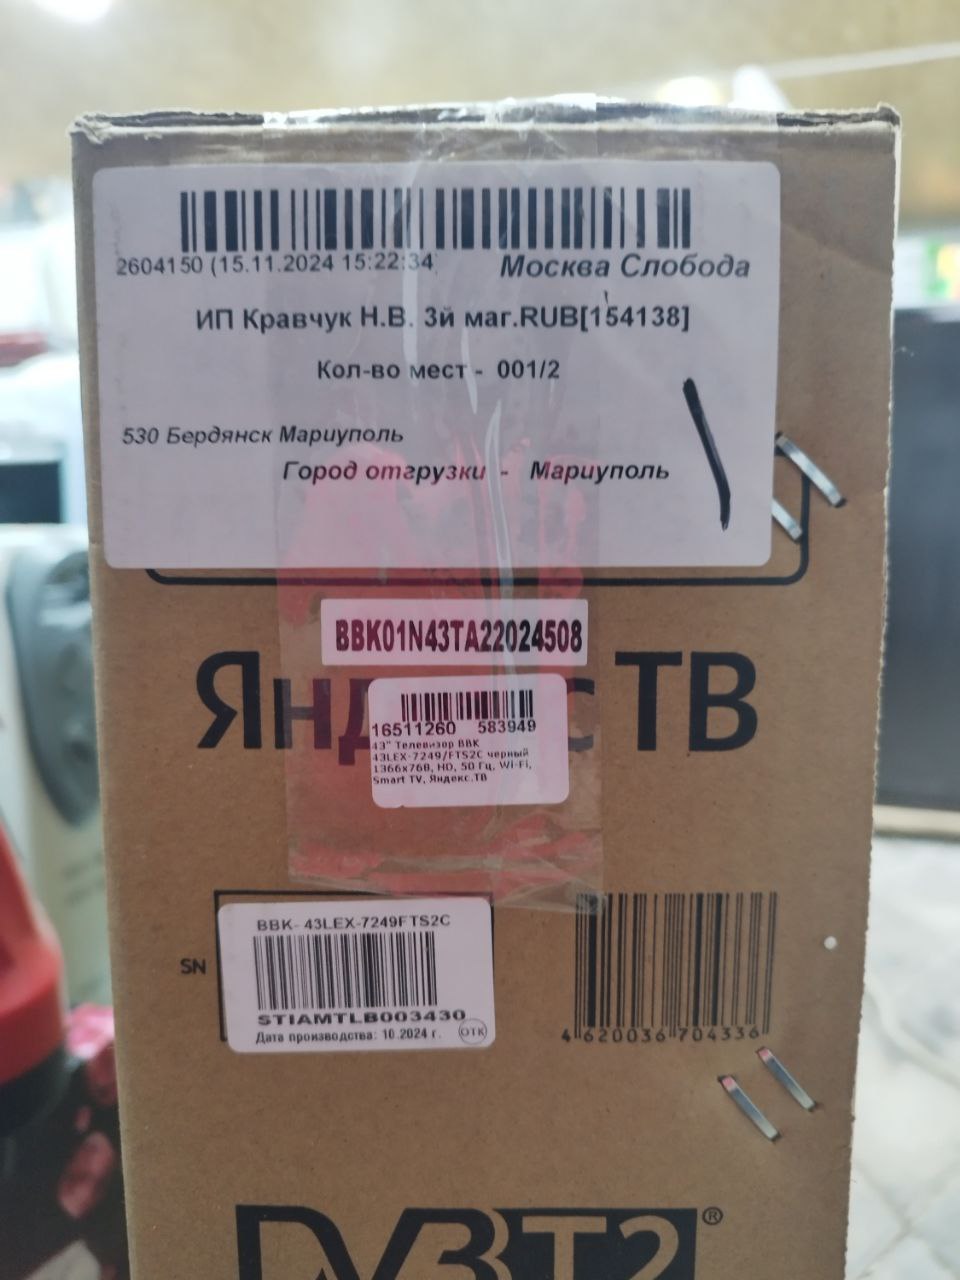 2604150 (15.11.2024 15:22:34)
Москва Слобода
ИП Кравчук Н.В. 3й маг.RUB[154138]
Кол-во мест - 001/2
530 Бердянск Мариуполь
Город отгрузки - Мариуполь
BBK01N43TA22024508
Яндекс ТВ
16511260 583949
43" Телевизор BBK
43LEX-7249/FTS2C черный
1366x768, HD, 50 Гц, Wi-Fi,
Smart TV, Яндекс.ТВ
BBK- 43LEX-7249FTS2C
SN
STIAMTLB003430
Дата производства: 10.2024 г.
ОТК
4 620036 704336
DVB T2®